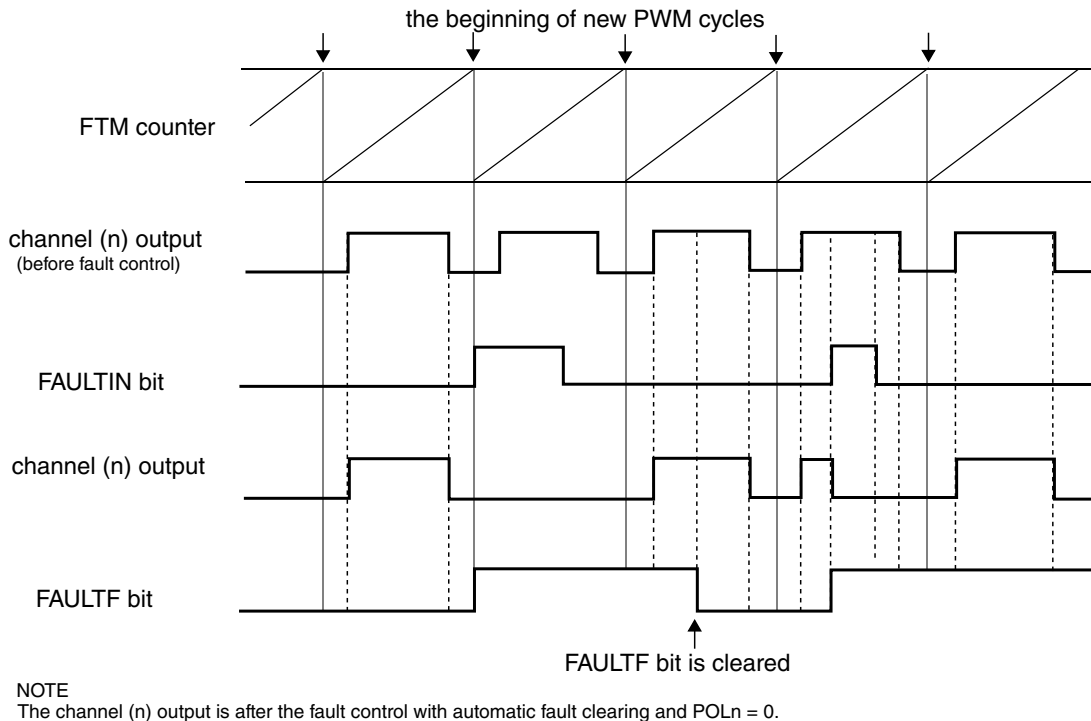 the beginning of new PWM cycles
FTM counter
channel (n) output
(before fault control)
FAULTIN bit
channel (n) output
FAULTF bit
FAULTF bit is cleared
NOTE
The channel (n) output is after the fault control with automatic fault clearing and POLn = 0.